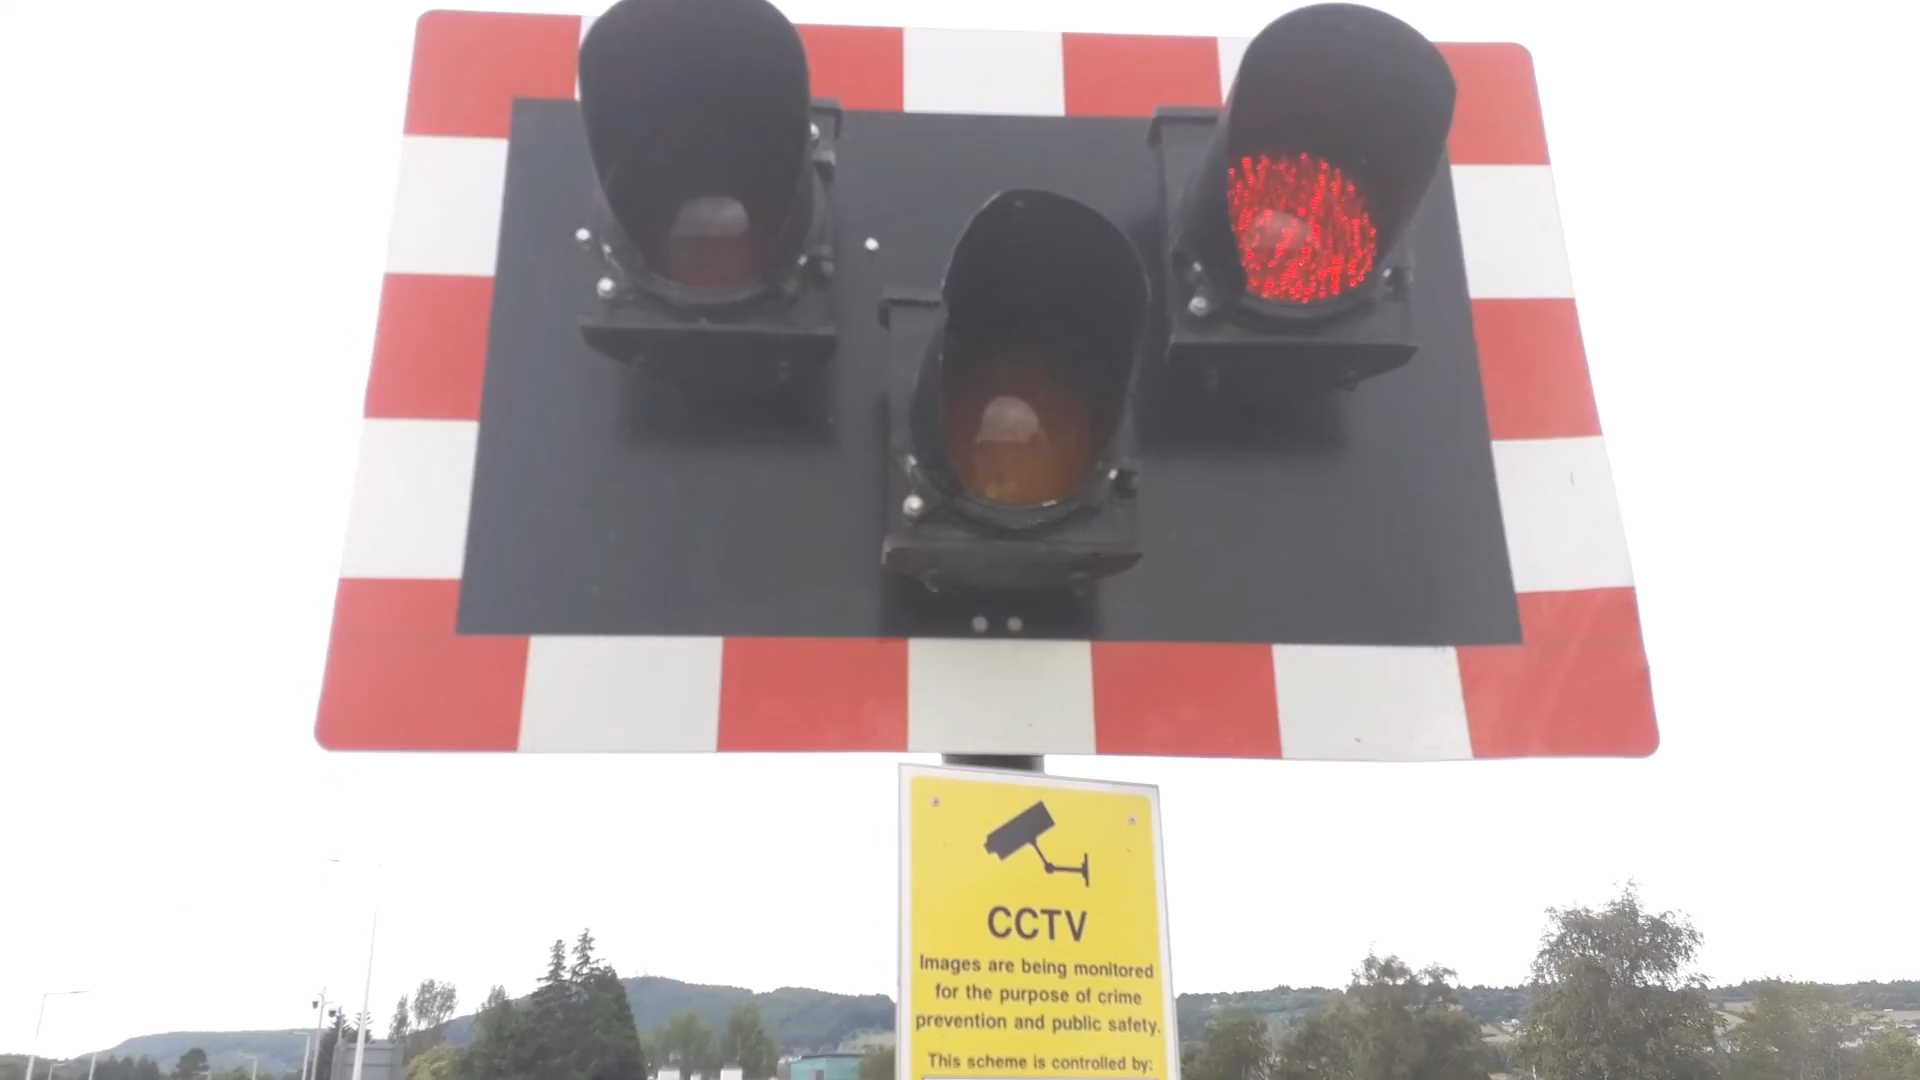 CCTV
Images are being monitored
for the purpose of crime
prevention and public safety.
This scheme is controlled by: